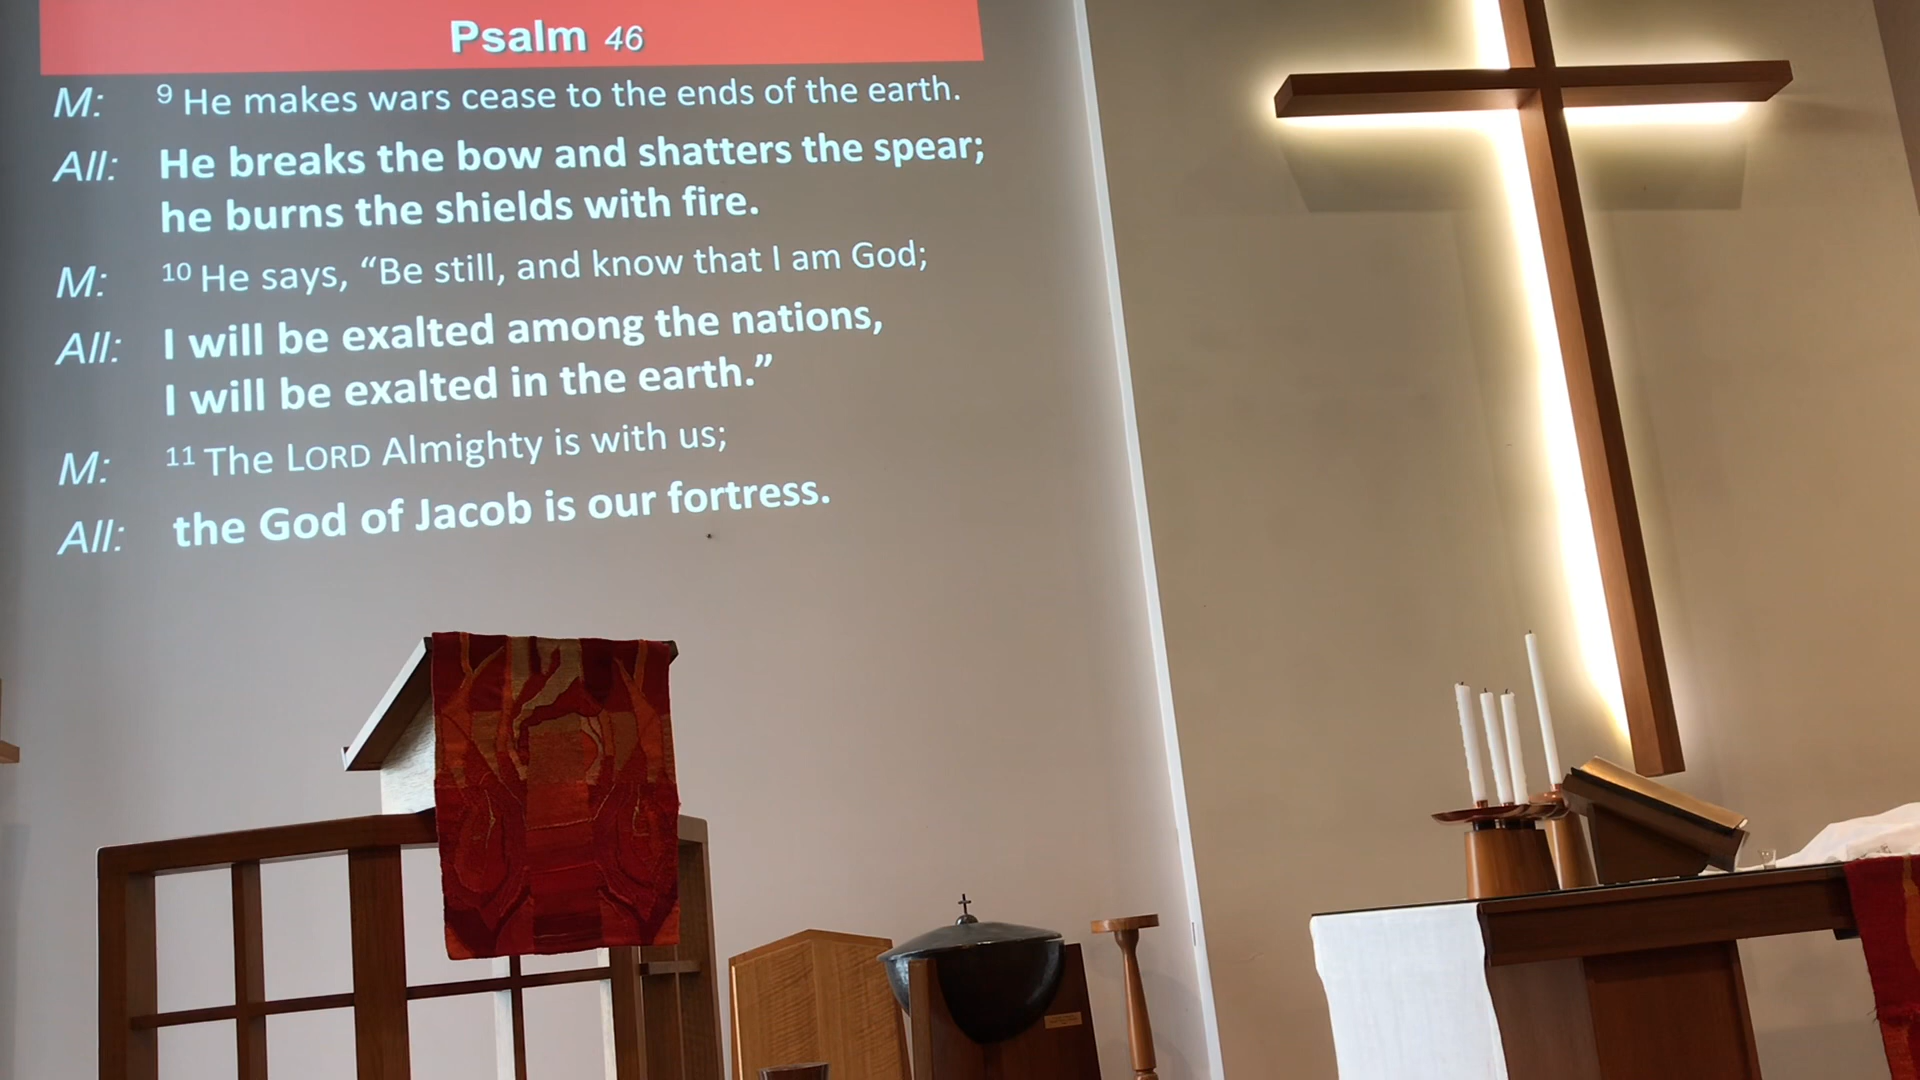 Psalm 46
M: 9 He makes wars cease to the ends of the earth.
All: He breaks the bow and shatters the spear;
he burns the shields with fire.
M: 10 He says, “Be still, and know that I am God;
All: I will be exalted among the nations,
I will be exalted in the earth.”
M: 11 The LORD Almighty is with us;
All: the God of Jacob is our fortress.